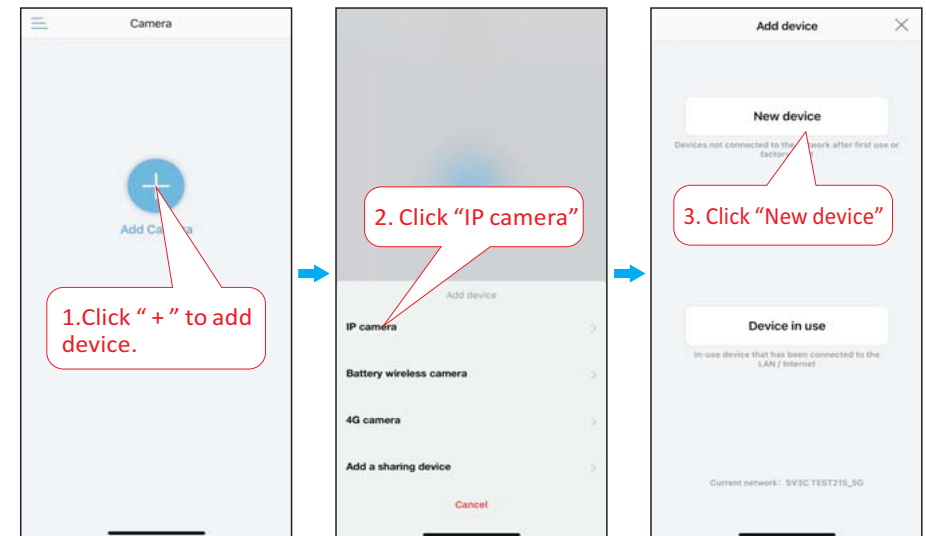 Camera
Add Camera
1.Click “ + ” to add
device.
2. Click “IP camera”
Add device
IP camera
Battery wireless camera
4G camera
Add a sharing device
Cancel
Add device
New device
Devices not connected to the network after first use or
factory
3. Click “New device”
Device in use
In-use device that has been connected to the
LAN / Internet
Current network: SV3C TEST215_5G